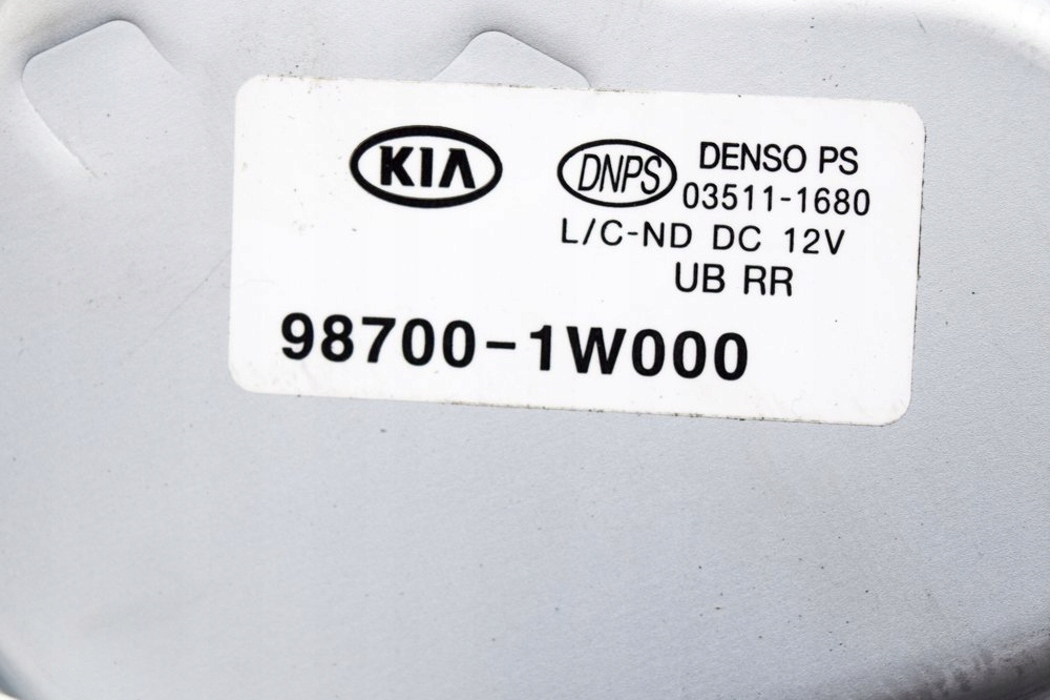 KIA
DNPS DENSO PS
03511-1680
L/C-ND DC 12V
UB RR
98700-1W000